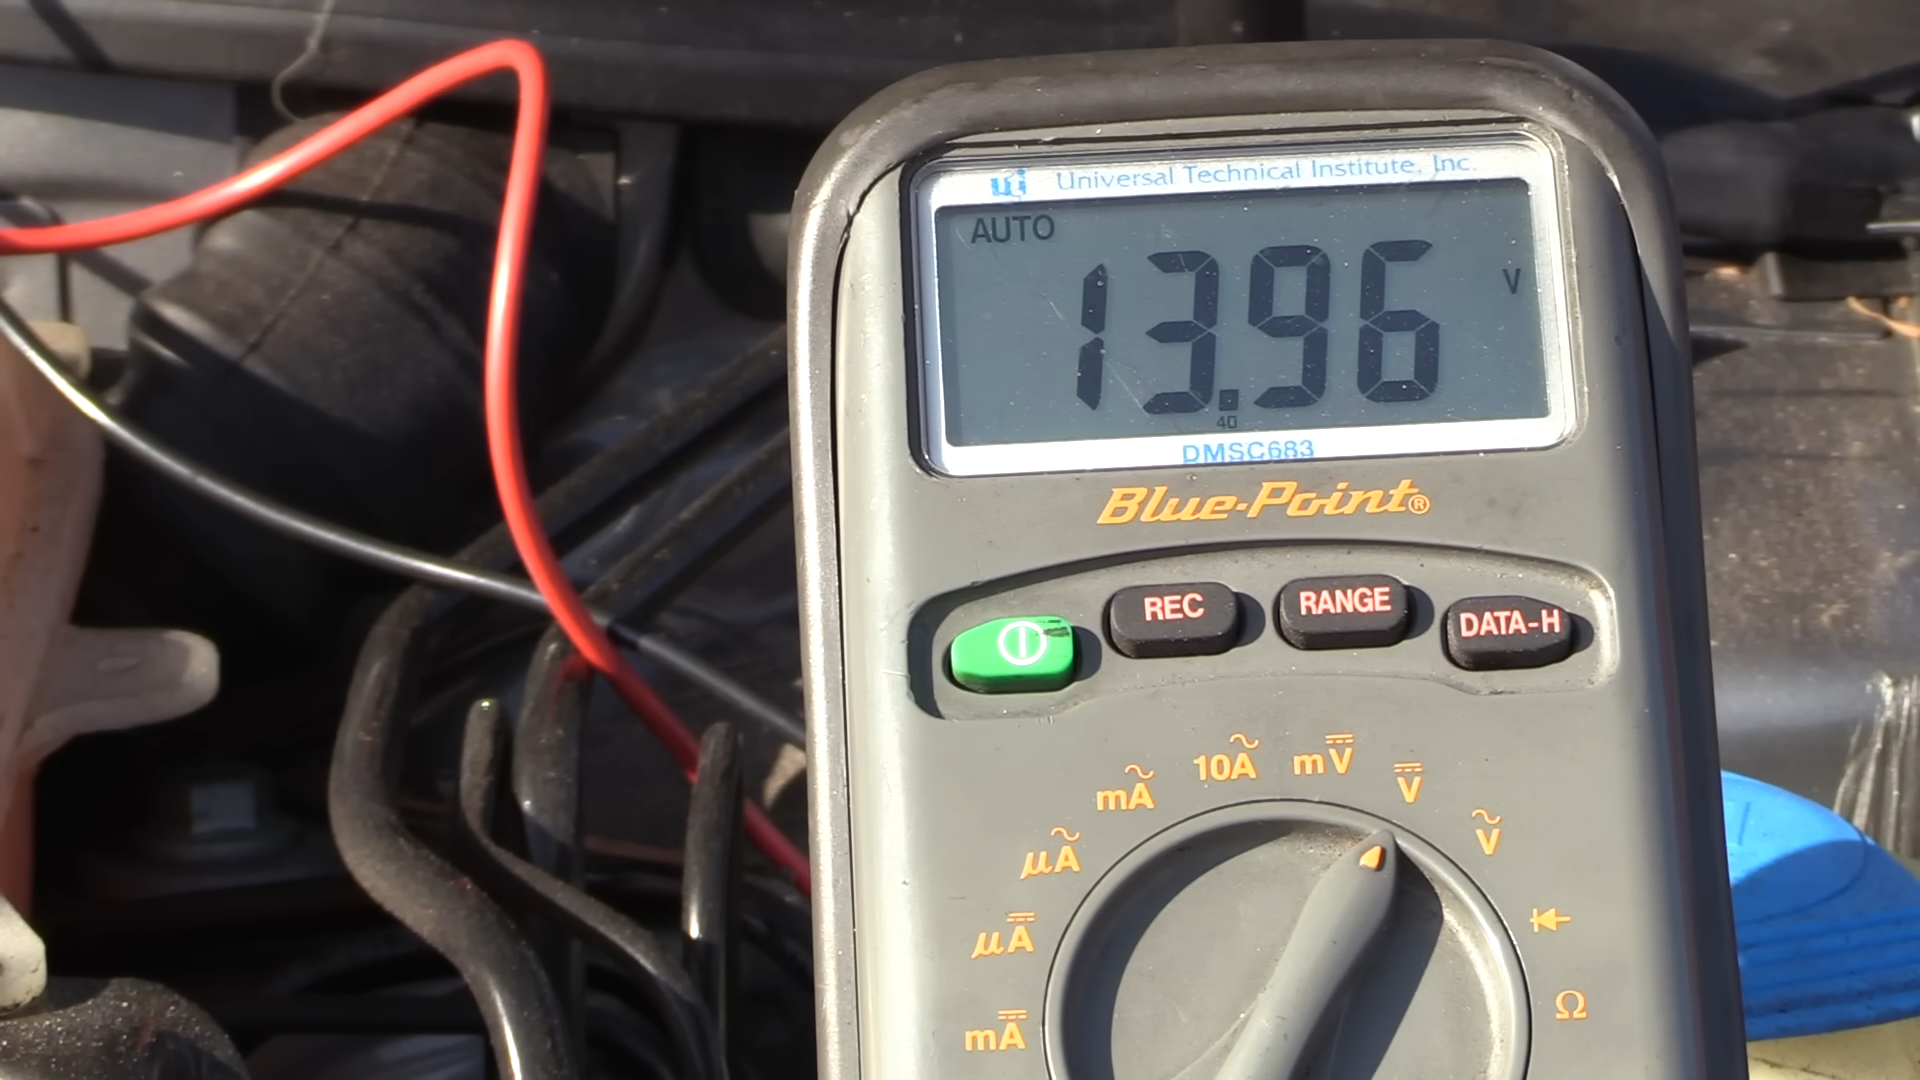 uti Universal Technical Institute, Inc.
AUTO
13.96 V
40
DMSC683
Blue-Point®
REC RANGE DATA-H
mA 10A mV V
µA V
µA
mA Ω